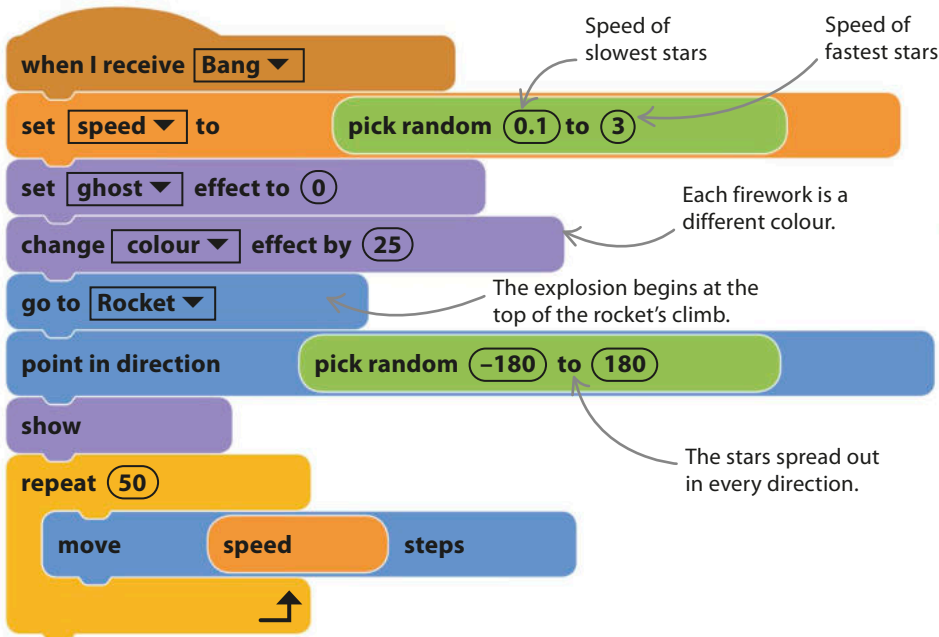 Speed of
slowest stars
Speed of
fastest stars
when I receive Bang
set speed to pick random 0.1 to 3
set ghost effect to 0
Each firework is a
different colour.
change colour effect by 25
go to Rocket
The explosion begins at the
top of the rocket’s climb.
point in direction pick random –180 to 180
show
The stars spread out
in every direction.
repeat 50
move speed steps